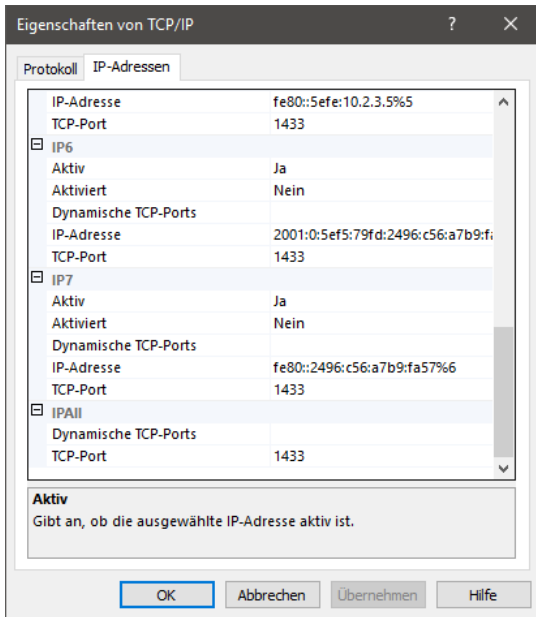 Eigenschaften von TCP/IP ? ✕
Protokoll IP-Adressen
IP-Adresse fe80::5efe:10.2.3.5%5
TCP-Port 1433
IP6
Aktiv Ja
Aktiviert Nein
Dynamische TCP-Ports
IP-Adresse 2001:0:5ef5:79fd:2496:c56:a7b9:f
TCP-Port 1433
IP7
Aktiv Ja
Aktiviert Nein
Dynamische TCP-Ports
IP-Adresse fe80::2496:c56:a7b9:fa57%6
TCP-Port 1433
IPAll
Dynamische TCP-Ports
TCP-Port 1433
Aktiv
Gibt an, ob die ausgewählte IP-Adresse aktiv ist.
OK Abbrechen Übernehmen Hilfe